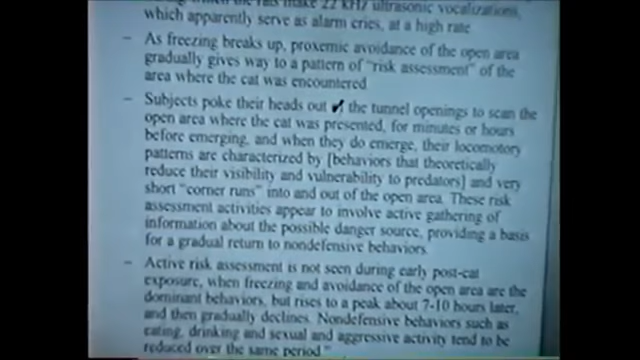 which the rats make 22 kHz ultrasonic vocalizations,
which apparently serve as alarm cries, at a high rate
– As freezing breaks up, proxemic avoidance of the open area
gradually gives way to a pattern of “risk assessment” of the
area where the cat was encountered.
– Subjects poke their heads out the tunnel openings to scan the
open area where the cat was presented, for minutes or hours
before emerging, and when they do emerge, their locomotory
patterns are characterized by [behaviors that theoretically
reduce their visibility and vulnerability to predators] and very
short “corner runs” into and out of the open area. These risk
assessment activities appear to involve active gathering of
information about the possible danger source, providing a basis
for a gradual return to nondefensive behaviors.
– Active risk assessment is not seen during early post-cat
exposure, when freezing and avoidance of the open area are the
dominant behaviors, but rises to a peak about 7-10 hours later,
and then gradually declines. Nondefensive behaviors such as
eating, drinking and sexual and aggressive activity tend to be
reduced over the same period.”